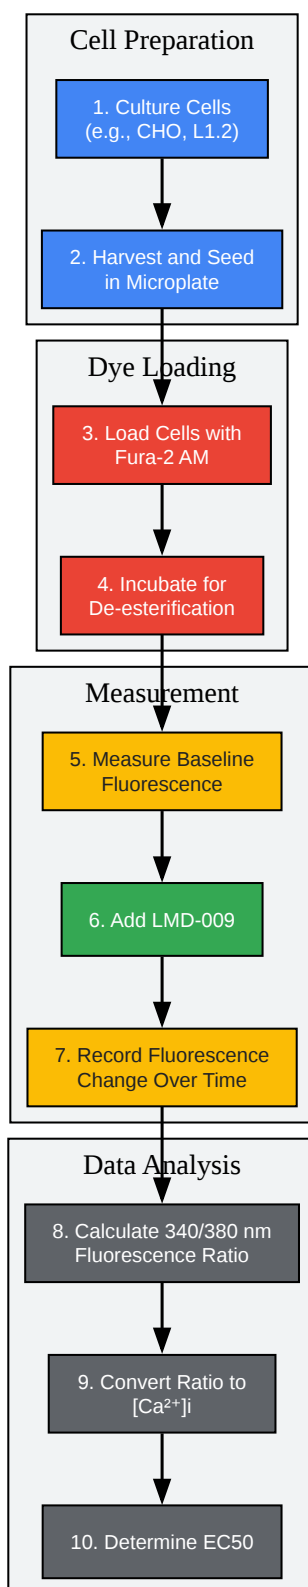 Cell Preparation
1. Culture Cells
(e.g., CHO, L1.2)
2. Harvest and Seed
in Microplate
Dye Loading
3. Load Cells with
Fura-2 AM
4. Incubate for
De-esterification
Measurement
5. Measure Baseline
Fluorescence
6. Add LMD-009
7. Record Fluorescence
Change Over Time
Data Analysis
8. Calculate 340/380 nm
Fluorescence Ratio
9. Convert Ratio to
[Ca²⁺]i
10. Determine EC50